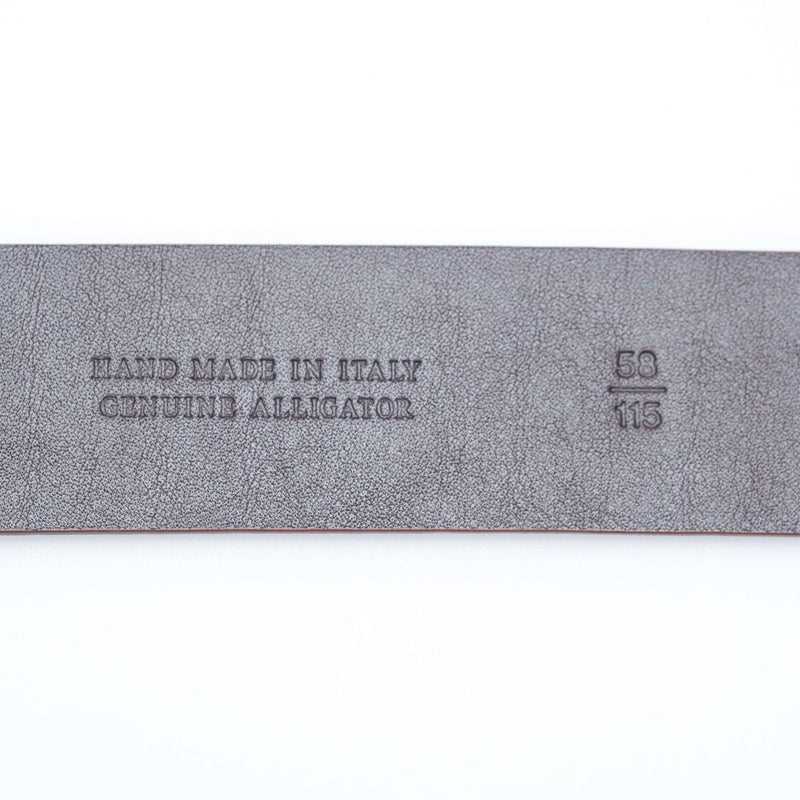 HAND MADE IN ITALY
GENUINE ALLIGATOR
58
115